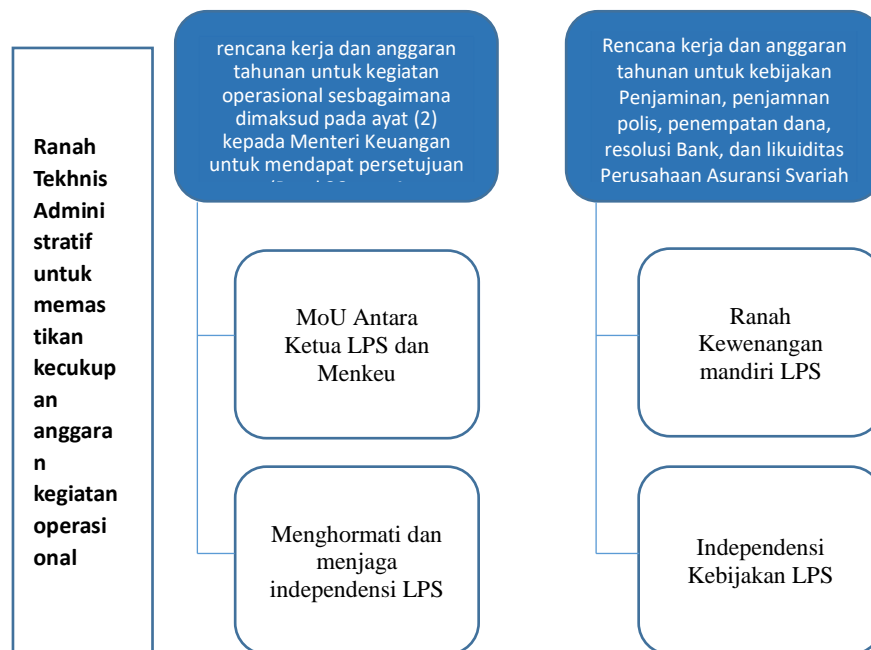 Ranah
Tekhnis
Admini
stratif
untuk
memas
tikan
kecukup
an
anggara
n
kegiatan
operasi
onal
rencana kerja dan anggaran
tahunan untuk kegiatan
operasional sesbagaimana
dimaksud pada ayat (2)
kepada Menteri Keuangan
untuk mendapat persetujuan
MoU Antara
Ketua LPS dan
Menkeu
Menghormati dan
menjaga
independensi LPS
Rencana kerja dan anggaran
tahunan untuk kebijakan
Penjaminan, penjamnan
polis, penempatan dana,
resolusi Bank, dan likuiditas
Perusahaan Asuransi Syariah
Ranah
Kewenangan
mandiri LPS
Independensi
Kebijakan LPS